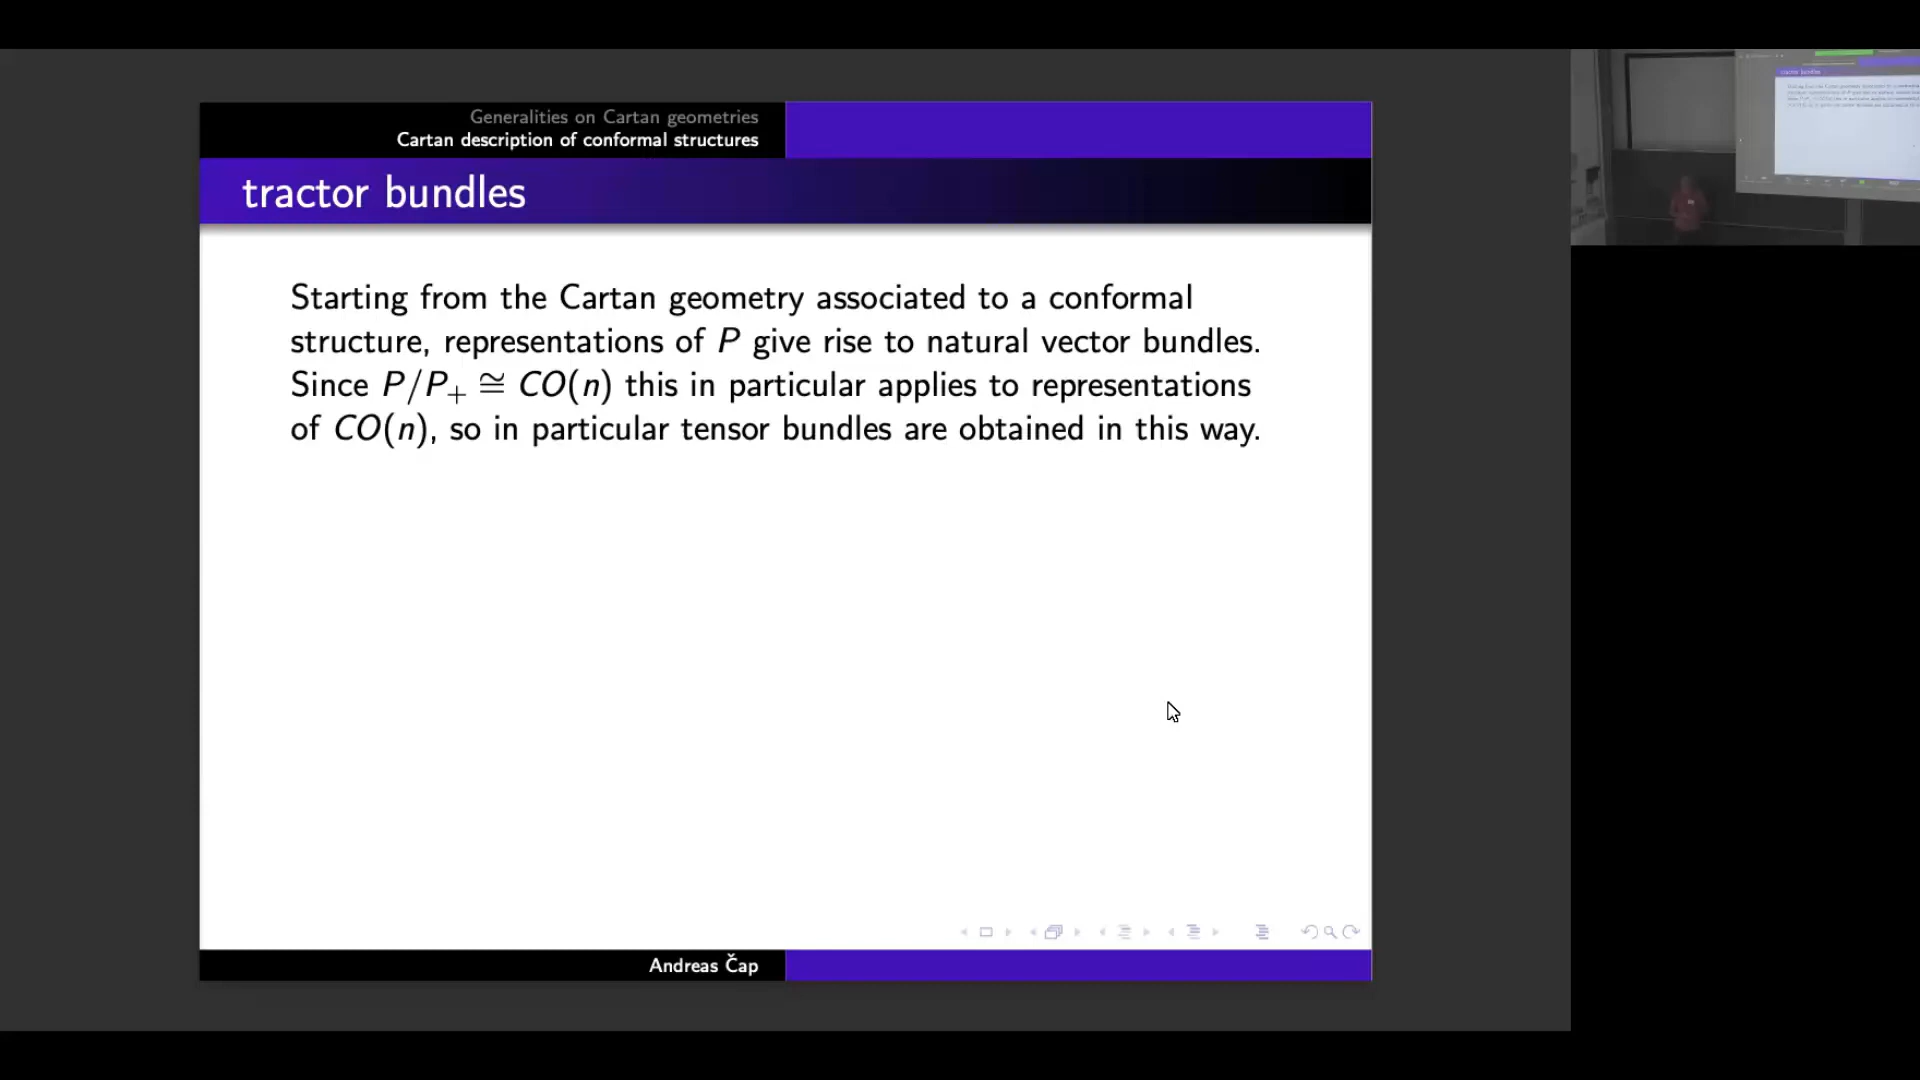 Generalities on Cartan geometries
Cartan description of conformal structures
tractor bundles
Starting from the Cartan geometry associated to a conformal
structure, representations of P give rise to natural vector bundles.
Since P/P₊ ≅ CO(n) this in particular applies to representations
of CO(n), so in particular tensor bundles are obtained in this way.
Andreas Čap
tractor bundles